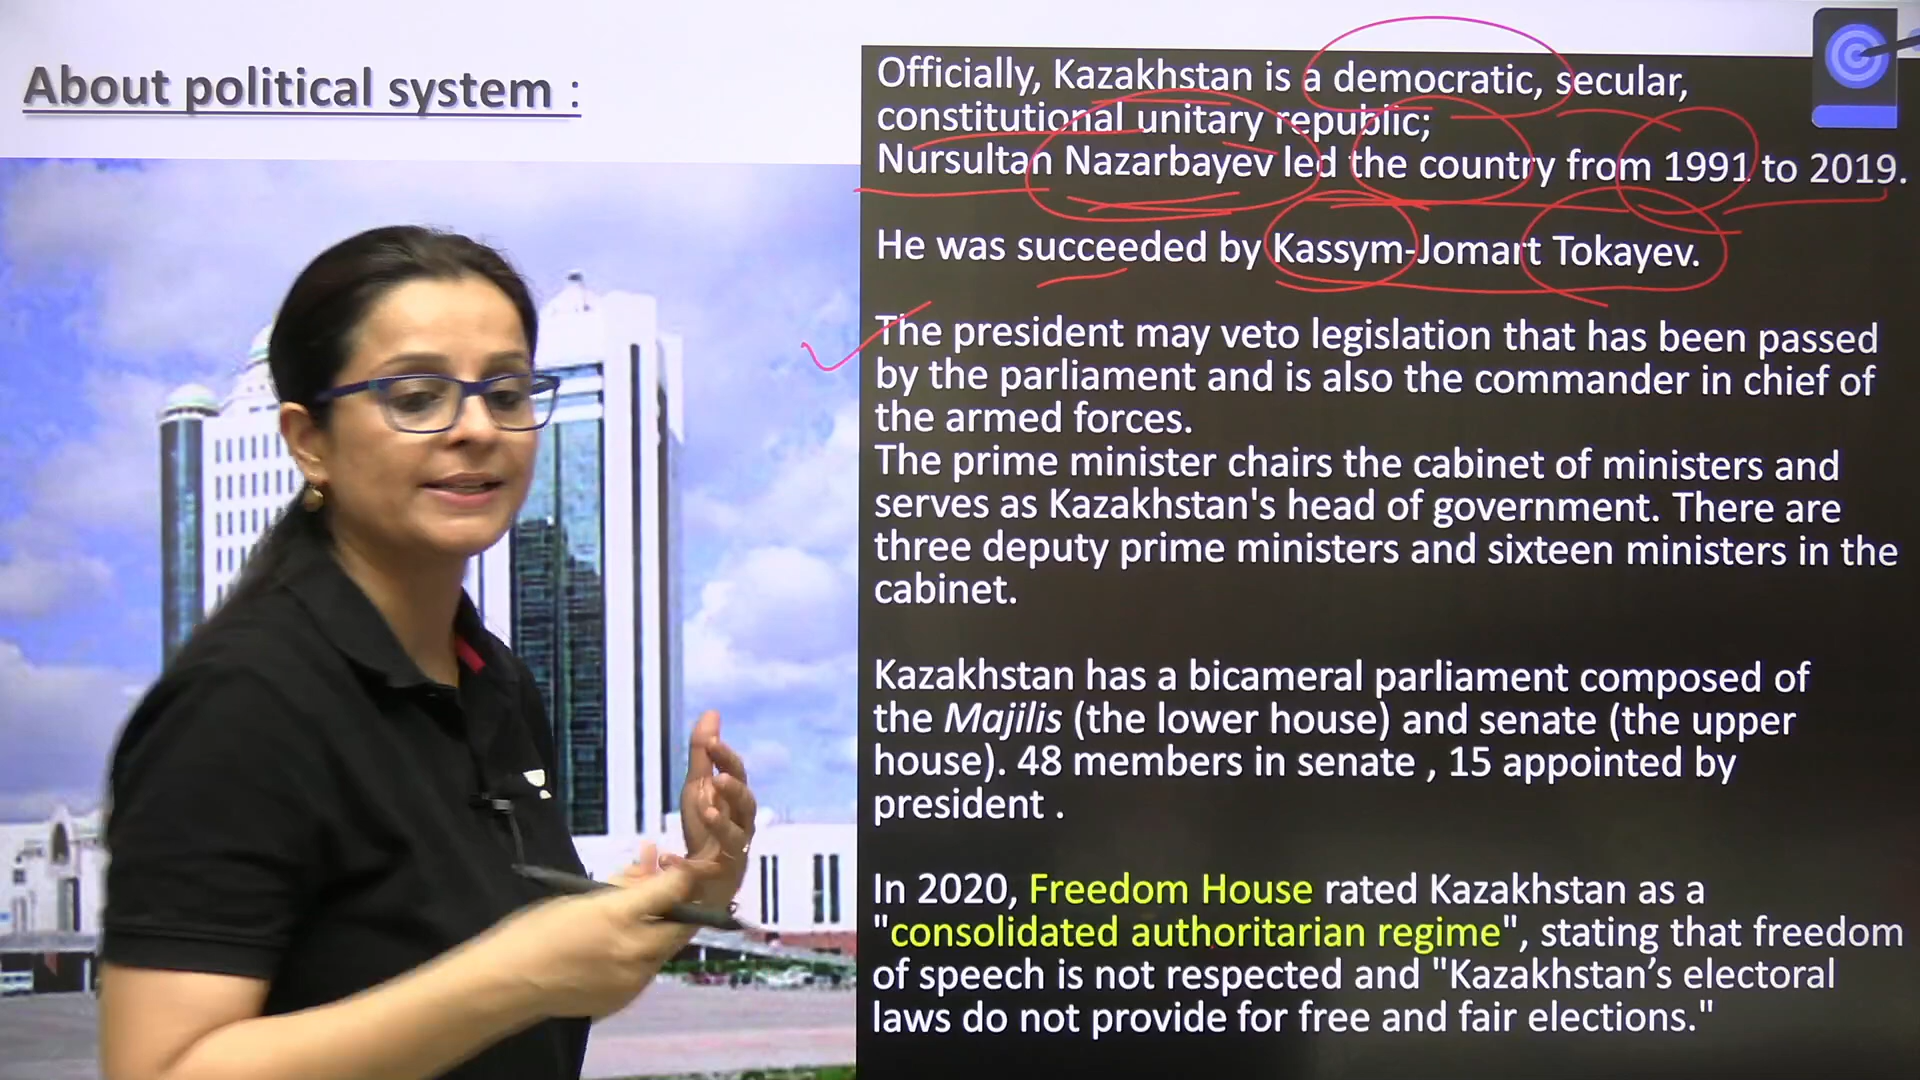 About political system :
Officially, Kazakhstan is a democratic, secular,
constitutional unitary republic;
Nursultan Nazarbayev led the country from 1991 to 2019.
He was succeeded by Kassym-Jomart Tokayev.
The president may veto legislation that has been passed
by the parliament and is also the commander in chief of
the armed forces.
The prime minister chairs the cabinet of ministers and
serves as Kazakhstan's head of government. There are
three deputy prime ministers and sixteen ministers in the
cabinet.
Kazakhstan has a bicameral parliament composed of
the Majilis (the lower house) and senate (the upper
house). 48 members in senate , 15 appointed by
president .
In 2020, Freedom House rated Kazakhstan as a
"consolidated authoritarian regime", stating that freedom
of speech is not respected and "Kazakhstan’s electoral
laws do not provide for free and fair elections."